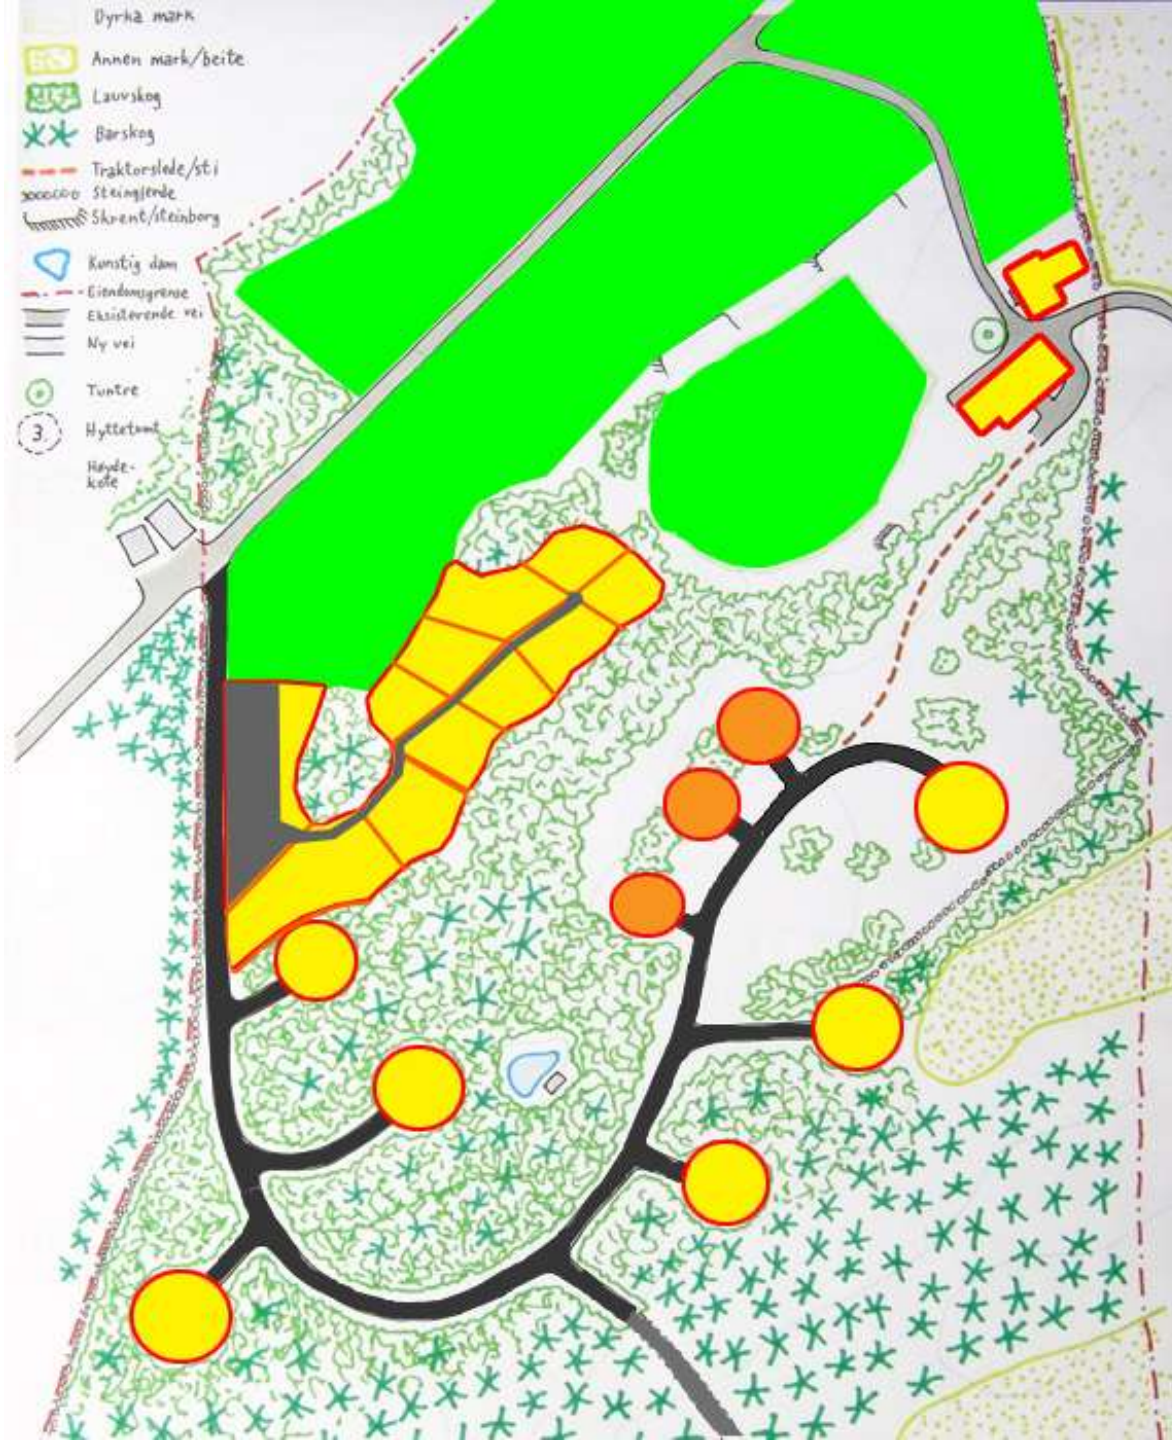 Dyrka mark
Annen mark/beite
Lauvskog
Barskog
Traktorslede/sti
Steingjerde
Skrent/steinborg
Kunstig dam
Eiendomsgrense
Eksisterende vei
Ny vei
Tuntre
3. Hyttetomt
Høyde-
kote